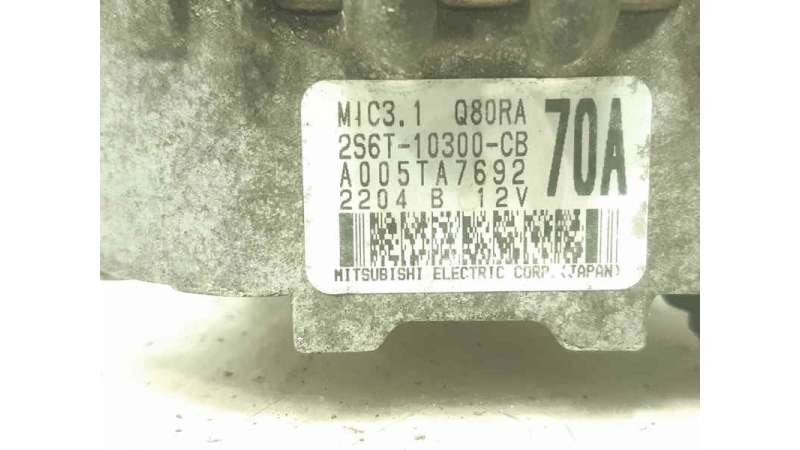 MIC3.1 Q80RA
2S6T-10300-CB
70A
A005TA7692
2204 B 12V
MITSUBISHI ELECTRIC CORP.(JAPAN)